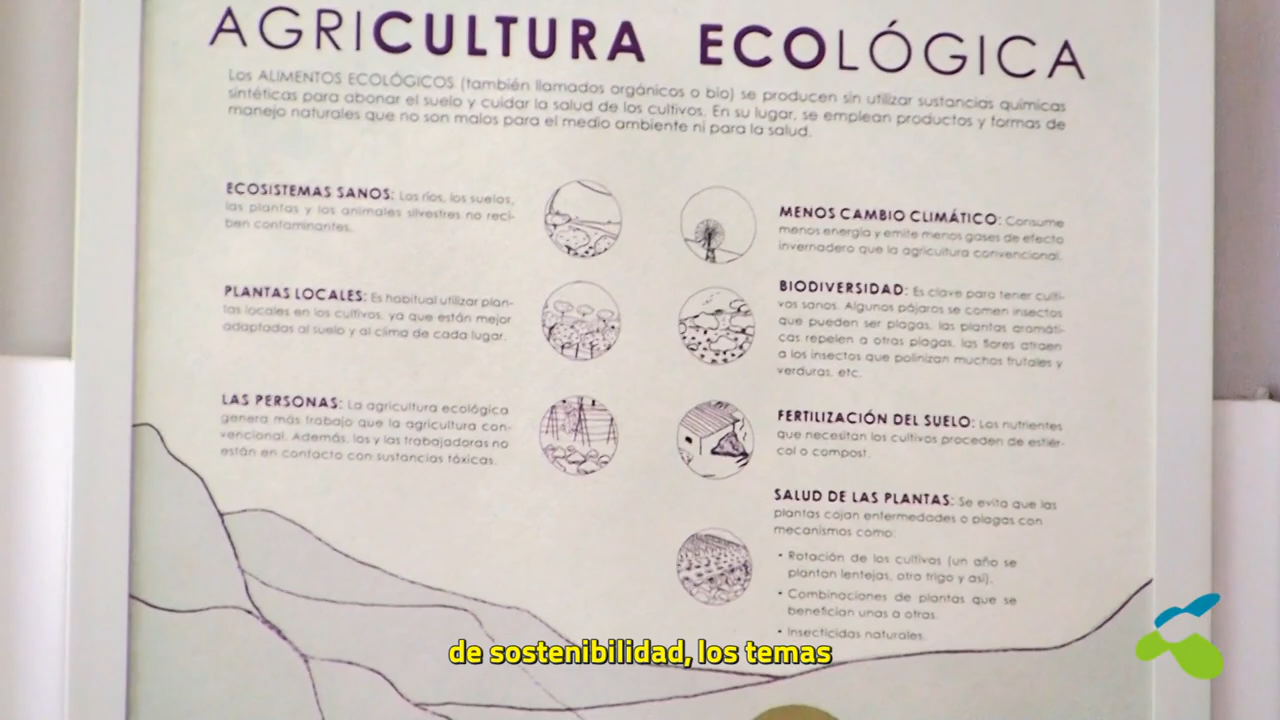 AGRICULTURA ECOLÓGICA
Los ALIMENTOS ECOLÓGICOS (también llamados orgánicos o bio) se producen sin utilizar sustancias químicas
sintéticas para abonar el suelo y cuidar la salud de los cultivos. En su lugar, se emplean productos y formas de
manejo naturales que no son malos para el medio ambiente ni para la salud.
ECOSISTEMAS SANOS: Los ríos, los suelos,
las plantas y los animales silvestres no reci-
ben contaminantes.
PLANTAS LOCALES: Es habitual utilizar plan-
tas locales en los cultivos, ya que están mejor
adaptadas al suelo y al clima de cada lugar.
LAS PERSONAS: La agricultura ecológica
genera más trabajo que la agricultura con-
vencional. Además, los y las trabajadoras no
están en contacto con sustancias tóxicas.
MENOS CAMBIO CLIMÁTICO: Consume
menos energía y emite menos gases de efecto
invernadero que la agricultura convencional.
BIODIVERSIDAD: Es clave para tener culti-
vos sanos. Algunos pájaros se comen insectos
que pueden ser plagas, las plantas aromáti-
cas repelen a otras plagas, las flores atraen
a los insectos que polinizan muchos frutales y
verduras, etc.
FERTILIZACIÓN DEL SUELO: Los nutrientes
que necesitan los cultivos proceden de estiér-
col o compost.
SALUD DE LAS PLANTAS: Se evita que las
plantas cojan enfermedades o plagas con
mecanismos como:
• Rotación de los cultivos (un año se
plantan lentejas, otro trigo y así).
• Combinaciones de plantas que se
benefician unas a otras.
• Insecticidas naturales.
de sostenibilidad, los temas